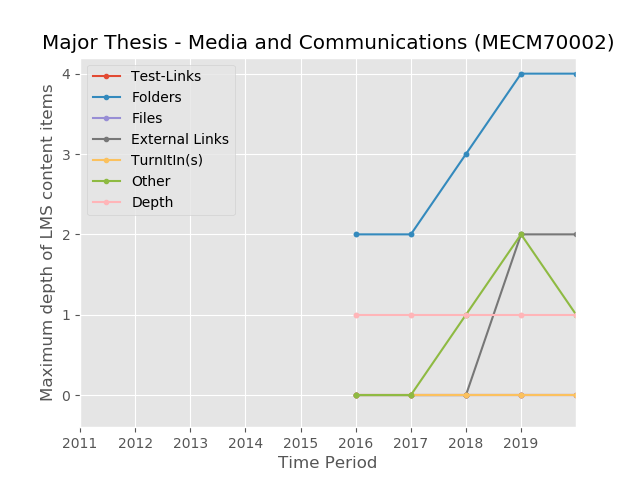 Major Thesis - Media and Communications (MECM70002)
Maximum depth of LMS content items
4
3
2
1
0
Test-Links
Folders
Files
External Links
TurnItIn(s)
Other
Depth
2011 2012 2013 2014 2015 2016 2017 2018 2019
Time Period